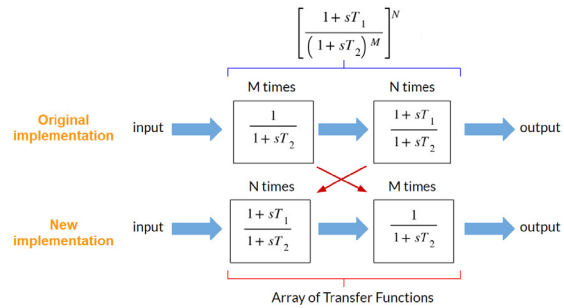 [ (1 + sT₁) / (1 + sT₂)ᴹ ]ᴺ
M times
N times
Original implementation
input
1 / (1 + sT₂)
(1 + sT₁) / (1 + sT₂)
output
N times
M times
New implementation
input
(1 + sT₁) / (1 + sT₂)
1 / (1 + sT₂)
output
Array of Transfer Functions